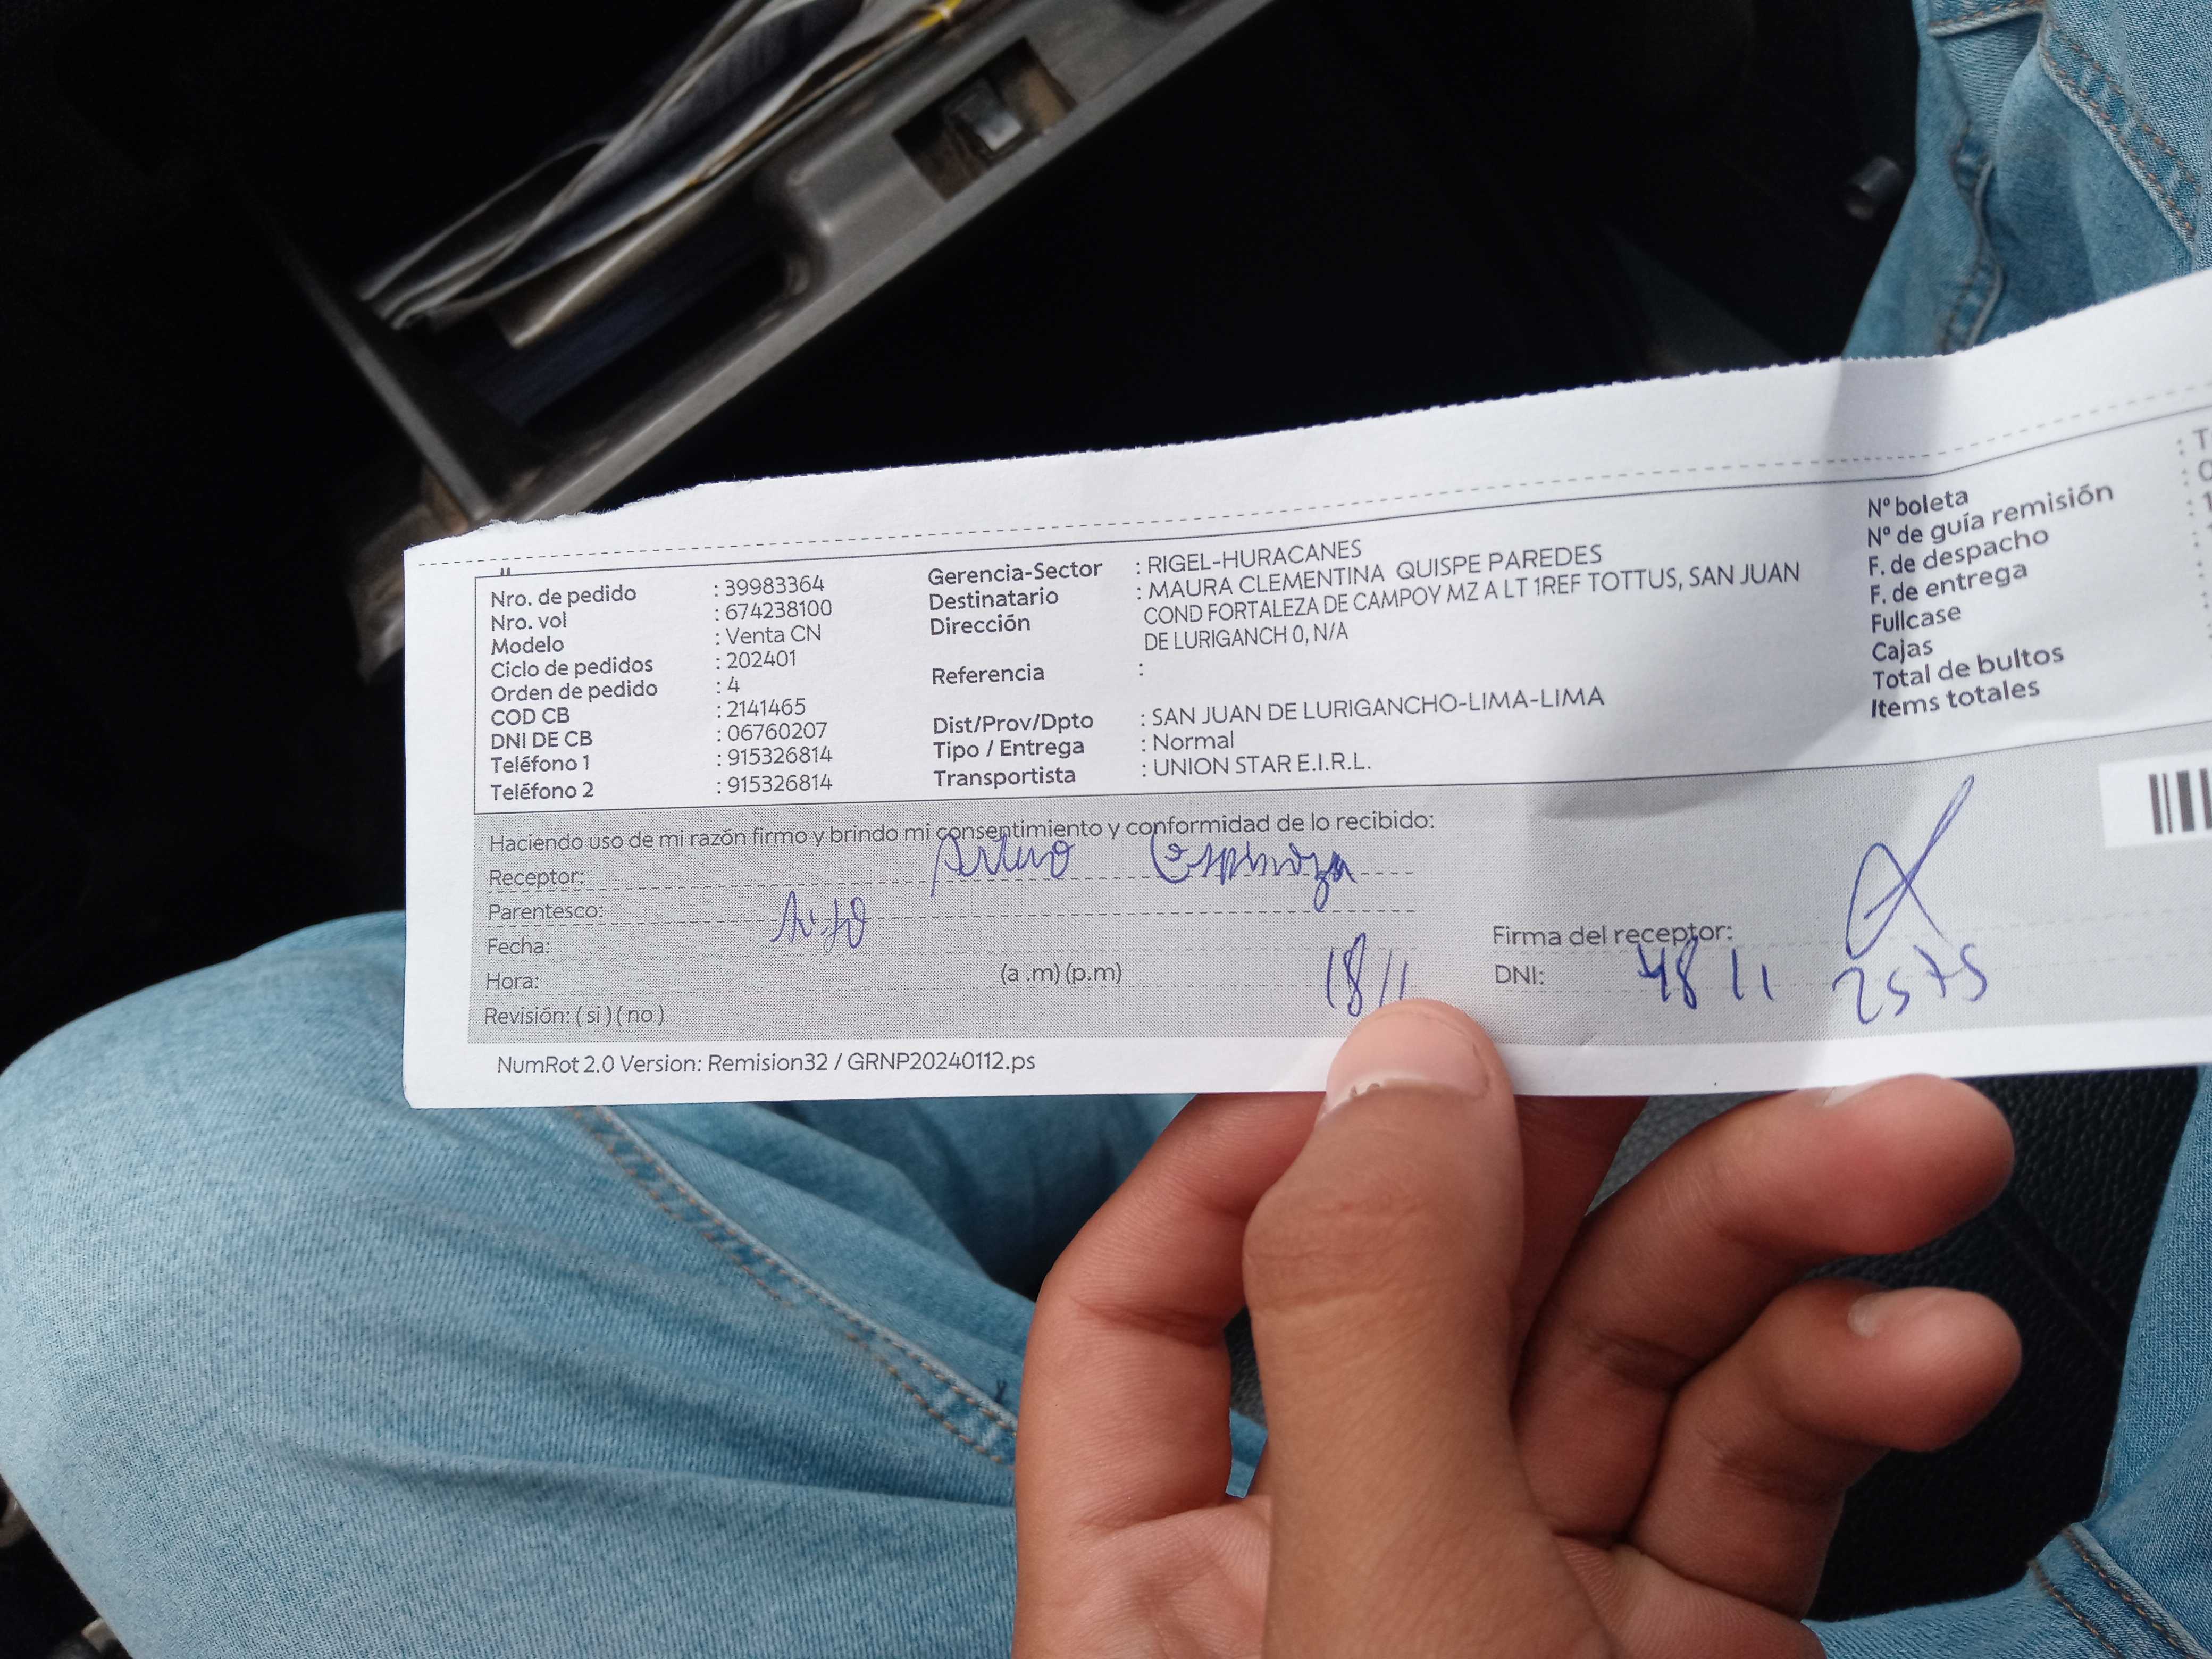 Nro. de pedido : 39983364
Nro. vol : 674238100
Modelo : Venta CN
Ciclo de pedidos : 202401
Orden de pedido : 4
COD CB : 2141465
DNI DE CB : 06760207
Teléfono 1 : 915326814
Teléfono 2 : 915326814
Gerencia-Sector : RIGEL-HURACANES
Destinatario : MAURA CLEMENTINA QUISPE PAREDES
Dirección COND FORTALEZA DE CAMPOY MZ A LT 1REF TOTTUS, SAN JUAN
DE LURIGANCH 0, N/A
Referencia :
Dist/Prov/Dpto : SAN JUAN DE LURIGANCHO-LIMA-LIMA
Tipo / Entrega : Normal
Transportista : UNION STAR E.I.R.L.
Nº boleta
Nº de guía remisión
F. de despacho
F. de entrega
Fullcase
Cajas
Total de bultos
Items totales
Haciendo uso de mi razón firmo y brindo mi consentimiento y conformidad de lo recibido:
Receptor: Arturo Espinoza
Parentesco: hijo
Fecha:
Hora: (a .m) (p.m) 18 11
Revisión: ( si ) ( no )
Firma del receptor:
DNI: 4811 2575
NumRot 2.0 Version: Remision32 / GRNP20240112.ps